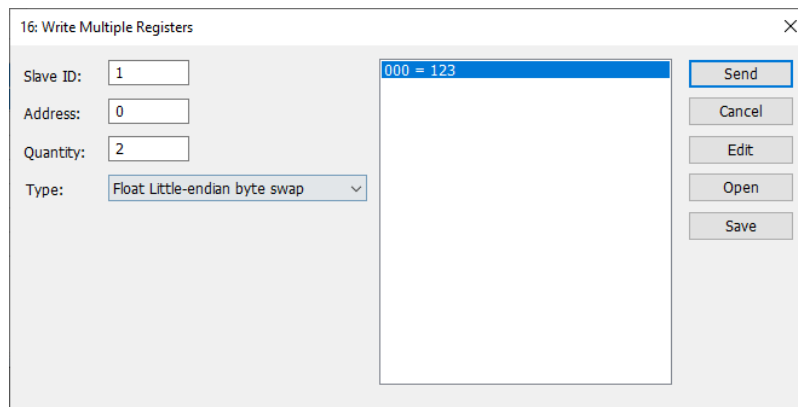 16: Write Multiple Registers
Slave ID: 1
Address: 0
Quantity: 2
Type: Float Little-endian byte swap
000 = 123
Send
Cancel
Edit
Open
Save